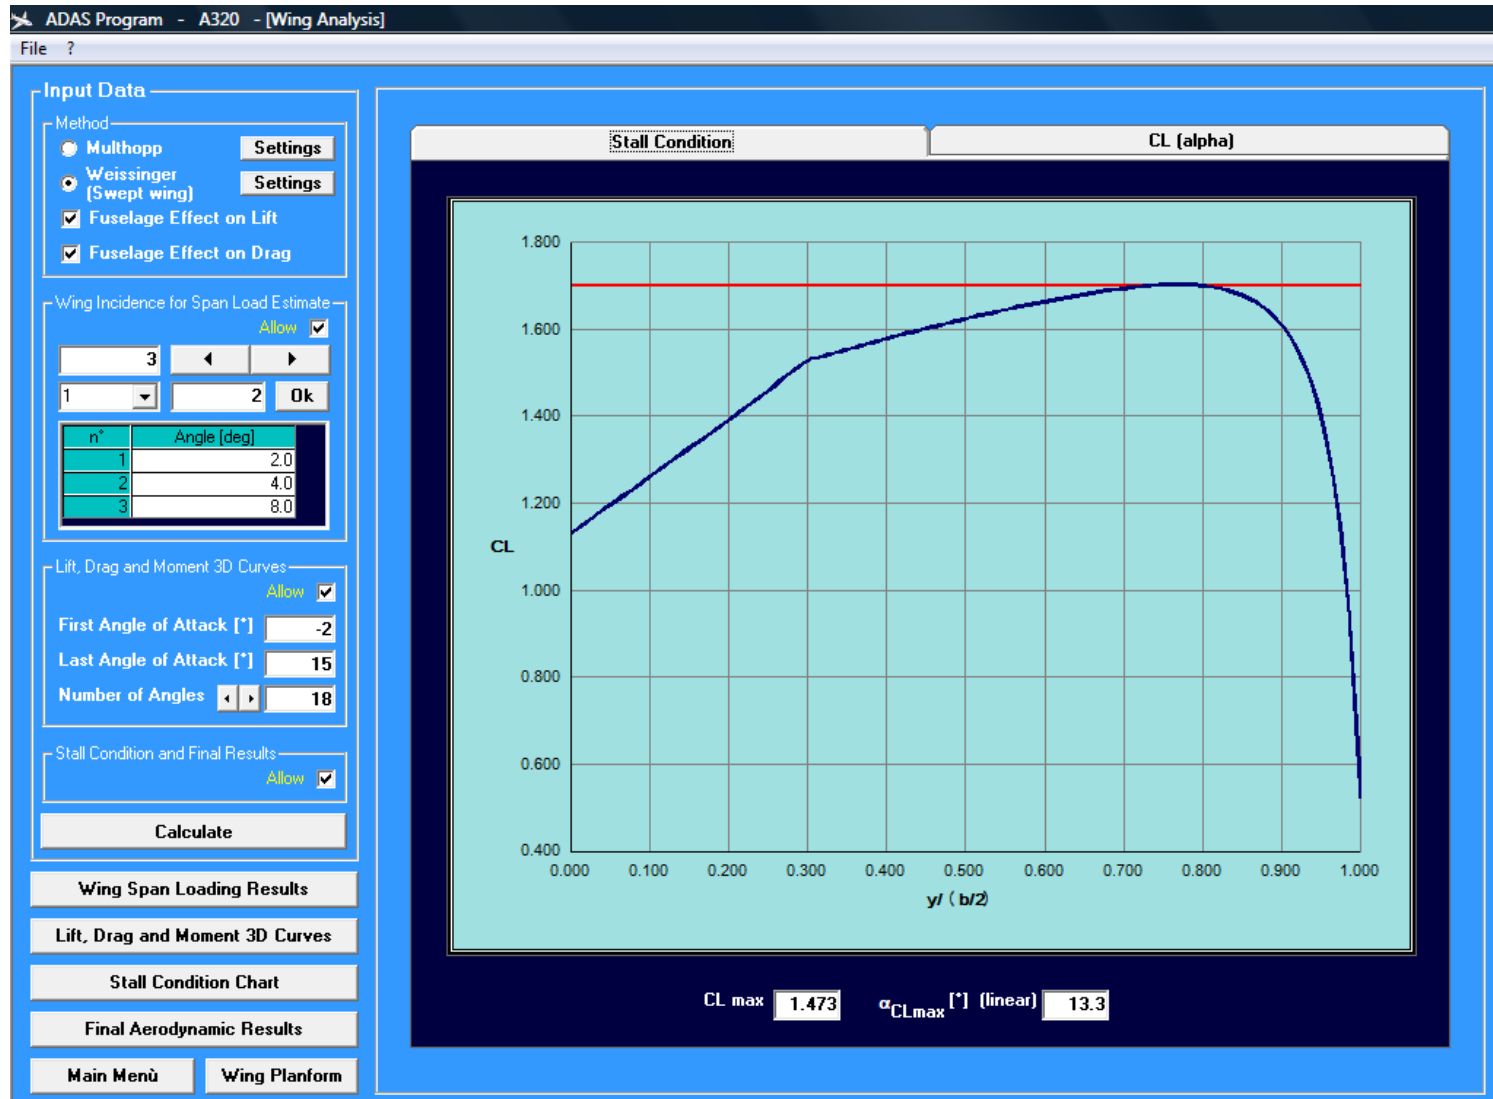 ADAS Program - A320 - [Wing Analysis]
File ?
Input Data
Method
Multhopp Settings
Weissinger
(Swept wing) Settings
Fuselage Effect on Lift
Fuselage Effect on Drag
Wing Incidence for Span Load Estimate
Allow
3
1 2 Ok
n° Angle [deg]
1 2.0
2 4.0
3 8.0
Lift, Drag and Moment 3D Curves
Allow
First Angle of Attack [°] -2
Last Angle of Attack [°] 15
Number of Angles 18
Stall Condition and Final Results
Allow
Calculate
Wing Span Loading Results
Lift, Drag and Moment 3D Curves
Stall Condition Chart
Final Aerodynamic Results
Main Menù Wing Planform
Stall Condition CL (alpha)
1.800
1.600
1.400
1.200
CL
1.000
0.800
0.600
0.400
0.000 0.100 0.200 0.300 0.400 0.500 0.600 0.700 0.800 0.900 1.000
y/ ( b/2)
CL max 1.473 αCLmax [°] (linear) 13.3